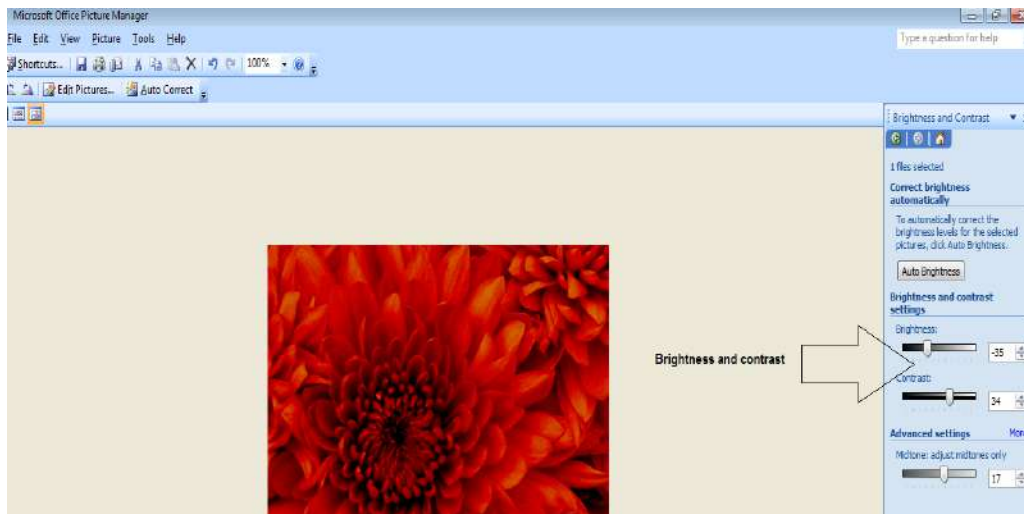 Microsoft Office Picture Manager
File Edit View Picture Tools Help
Type a question for help
Shortcuts... 100%
Edit Pictures... Auto Correct
Brightness and Contrast
1 files selected
Correct brightness
automatically
To automatically correct the
brightness levels for the selected
pictures, click Auto Brightness.
Auto Brightness
Brightness and contrast
settings
Brightness:
-35
Brightness and contrast
Contrast:
34
Advanced settings More
Midtone: adjust midtones only
17